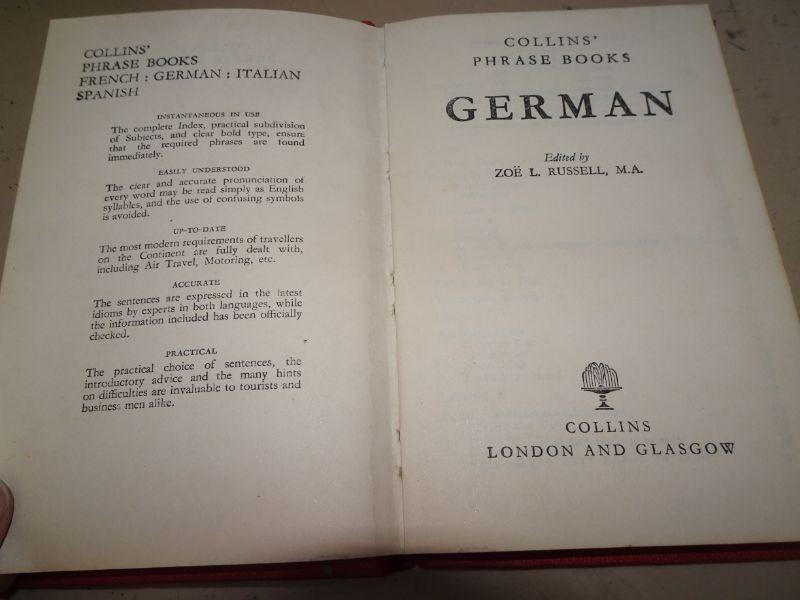 COLLINS'
PHRASE BOOKS
FRENCH : GERMAN : ITALIAN
SPANISH
INSTANTANEOUS IN USE
The complete Index, practical subdivision
of Subjects, and clear bold type, ensure
that the required phrases are found
immediately.
EASILY UNDERSTOOD
The clear and accurate pronunciation of
every word may be read simply as English
syllables, and the use of confusing symbols
is avoided.
UP-TO-DATE
The most modern requirements of travellers
on the Continent are fully dealt with,
including Air Travel, Motoring, etc.
ACCURATE
The sentences are expressed in the latest
idioms by experts in both languages, while
the information included has been officially
checked.
PRACTICAL
The practical choice of sentences, the
introductory advice and the many hints
on difficulties are invaluable to tourists and
business men alike.
COLLINS'
PHRASE BOOKS
GERMAN
Edited by
ZOË L. RUSSELL, M.A.
COLLINS
LONDON AND GLASGOW